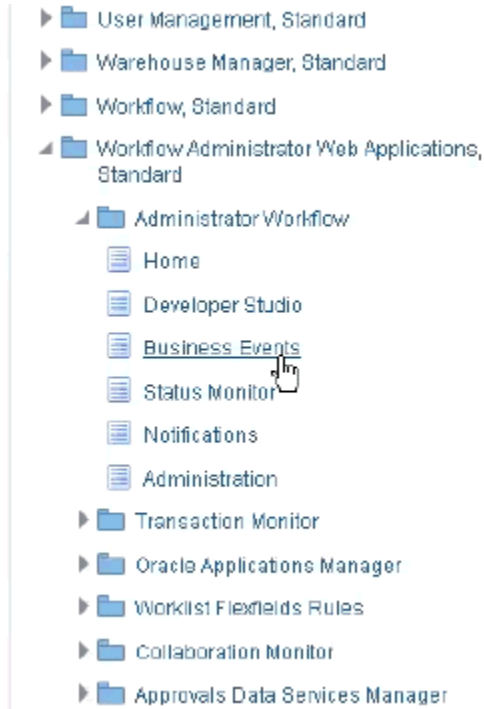 User Management, Standard
Warehouse Manager, Standard
Workflow, Standard
Workflow Administrator Web Applications,
Standard
Administrator Workflow
Home
Developer Studio
Business Events
Status Monitor
Notifications
Administration
Transaction Monitor
Oracle Applications Manager
Worklist Flexfields Rules
Collaboration Monitor
Approvals Data Services Manager